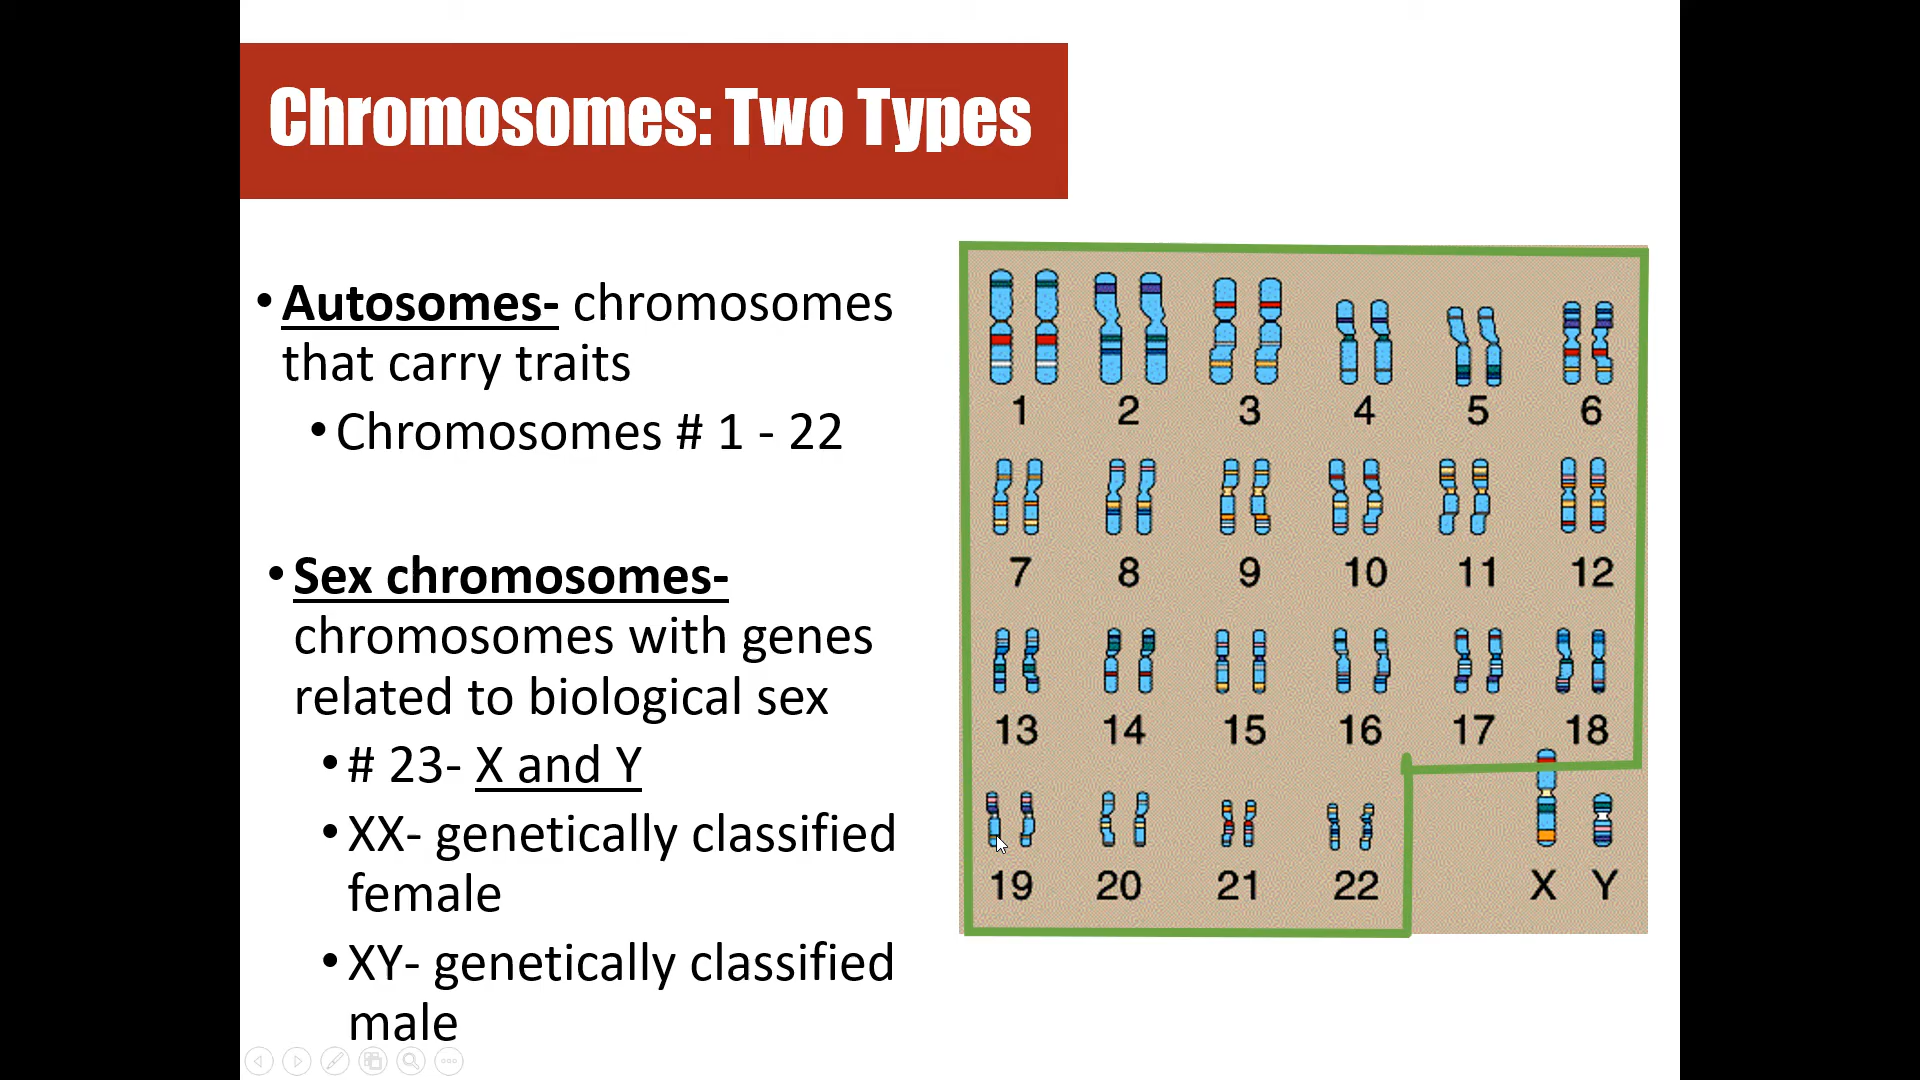 Chromosomes: Two Types
• Autosomes- chromosomes
that carry traits
• Chromosomes # 1 - 22
• Sex chromosomes-
chromosomes with genes
related to biological sex
• # 23- X and Y
• XX- genetically classified
female
• XY- genetically classified
male
1 2 3 4 5 6
7 8 9 10 11 12
13 14 15 16 17 18
19 20 21 22 X Y